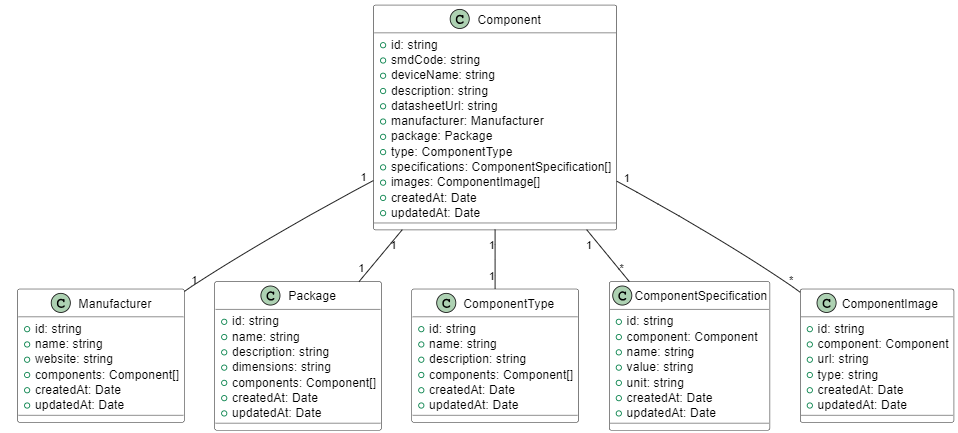 C Component
id: string
smdCode: string
deviceName: string
description: string
datasheetUrl: string
manufacturer: Manufacturer
package: Package
type: ComponentType
specifications: ComponentSpecification[]
images: ComponentImage[]
createdAt: Date
updatedAt: Date
1
1
1
1
1
1
1
1
*
*
C Manufacturer
id: string
name: string
website: string
components: Component[]
createdAt: Date
updatedAt: Date
C Package
id: string
name: string
description: string
dimensions: string
components: Component[]
createdAt: Date
updatedAt: Date
C ComponentType
id: string
name: string
description: string
components: Component[]
createdAt: Date
updatedAt: Date
C ComponentSpecification
id: string
component: Component
name: string
value: string
unit: string
createdAt: Date
updatedAt: Date
C ComponentImage
id: string
component: Component
url: string
type: string
createdAt: Date
updatedAt: Date